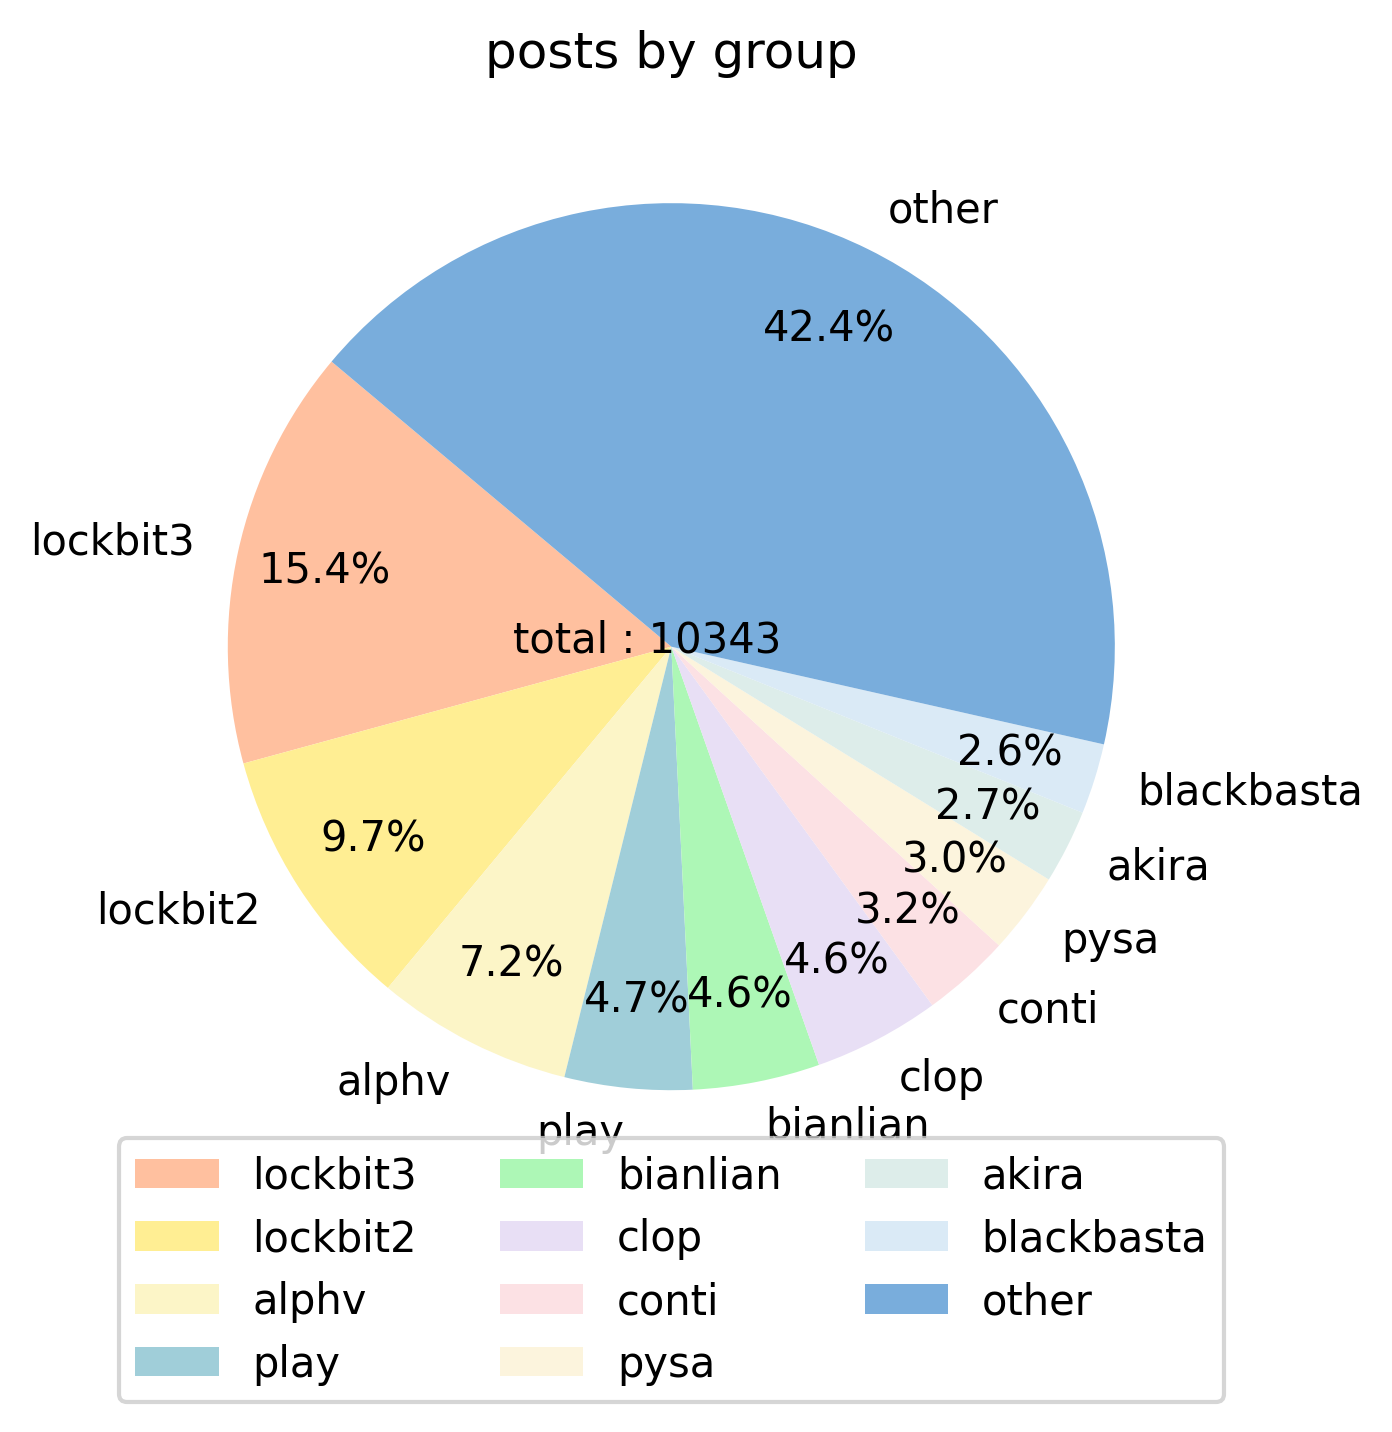 posts by group
other
42.4%
lockbit3
15.4%
total : 10343
2.6%
blackbasta
2.7%
9.7%
3.0%
akira
lockbit2
3.2%
pysa
7.2%
4.6%
4.7%
4.6%
conti
alphv
clop
play
bianlian
lockbit3
lockbit2
alphv
play
bianlian
clop
conti
pysa
akira
blackbasta
other